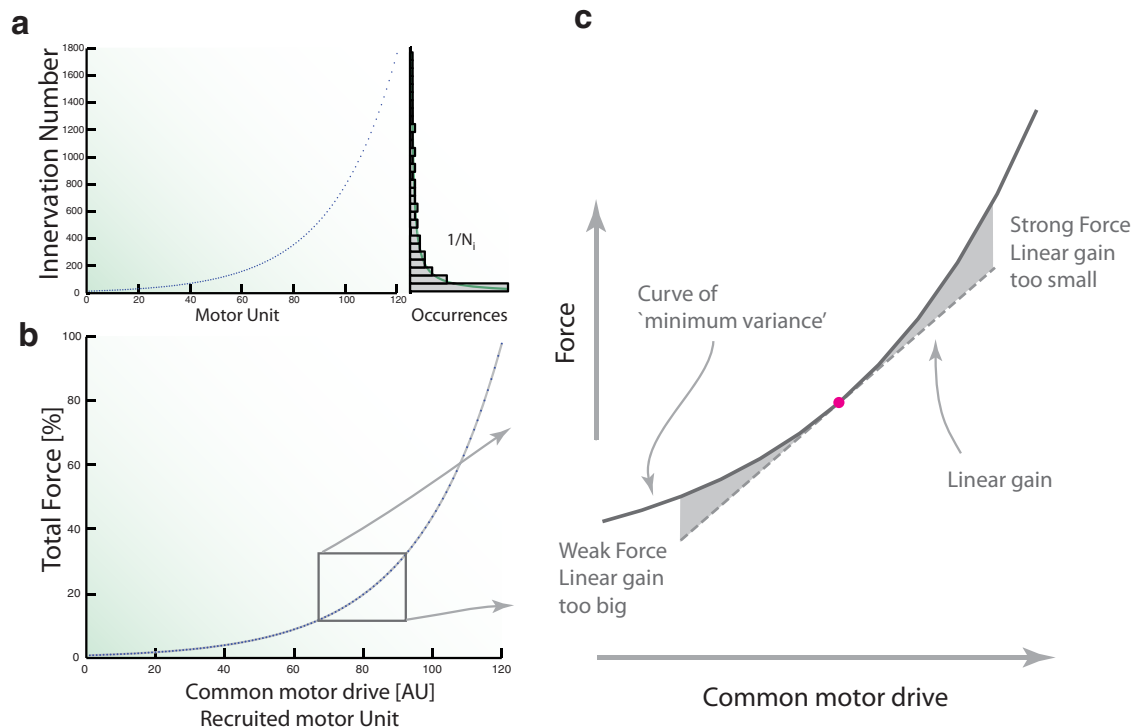 a
Innervation Number
1800
1600
1400
1200
1000
800
600
400
200
0
0 20 40 60 80 100 120
Motor Unit
1/Ni
Occurrences
b
Total Force [%]
100
80
60
40
20
0
0 20 40 60 80 100 120
Common motor drive [AU]
Recruited motor Unit
c
Force
Curve of
`minimum variance'
Strong Force
Linear gain
too small
Linear gain
Weak Force
Linear gain
too big
Common motor drive